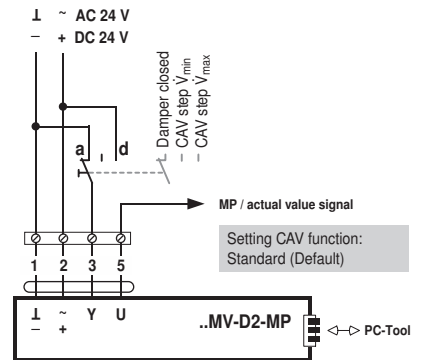 ⊥ ~ AC 24 V
– + DC 24 V
Damper closed
– CAV step V̇min
– CAV step V̇max
a d
MP / actual value signal
Setting CAV function:
Standard (Default)
1 2 3 5
⊥ ~ Y U
– +
..MV-D2-MP
PC-Tool